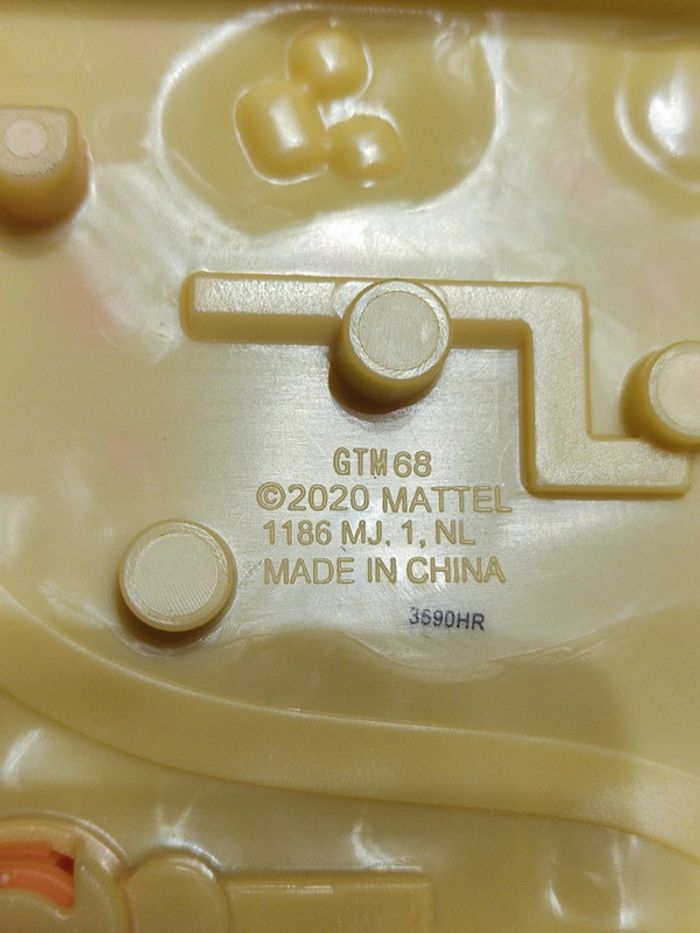 GTM68
©2020 MATTEL
1186 MJ. 1, NL
MADE IN CHINA
3590HR